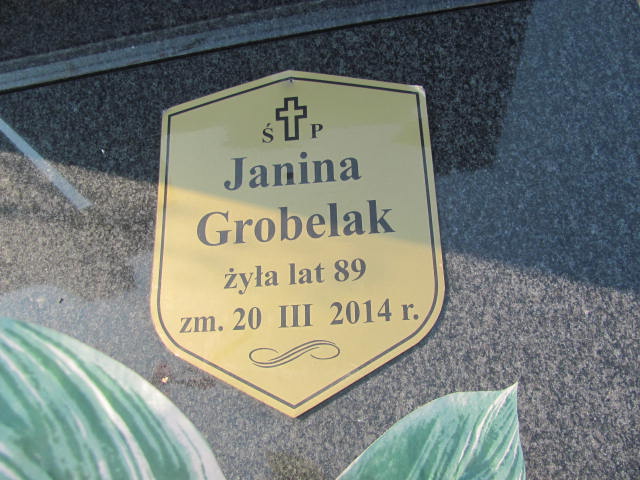 Ś P
Janina
Grobelak
żyła lat 89
zm. 20 III 2014 r.